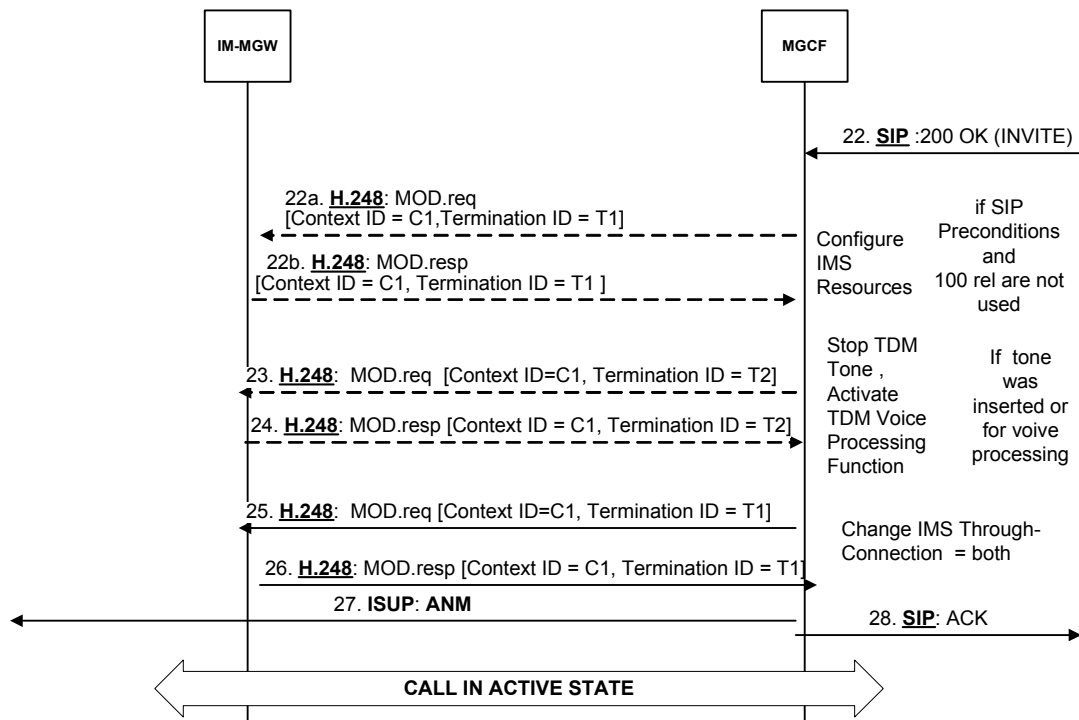 IM-MGW
MGCF
22. SIP :200 OK (INVITE)
22a. H.248: MOD.req
[Context ID = C1,Termination ID = T1]
22b. H.248: MOD.resp
[Context ID = C1, Termination ID = T1 ]
Configure
IMS
Resources
if SIP
Preconditions
and
100 rel are not
used
23. H.248:  MOD.req  [Context ID=C1, Termination ID = T2]
24. H.248: MOD.resp [Context ID = C1, Termination ID = T2]
Stop TDM
Tone ,
Activate
TDM Voice
Processing
Function
If  tone
was
inserted or
for voive
processing
25. H.248:  MOD.req [Context ID=C1, Termination ID = T1]
26. H.248: MOD.resp [Context ID = C1, Termination ID = T1]
Change IMS Through-
Connection  = both
27. ISUP: ANM
28. SIP: ACK
CALL IN ACTIVE STATE